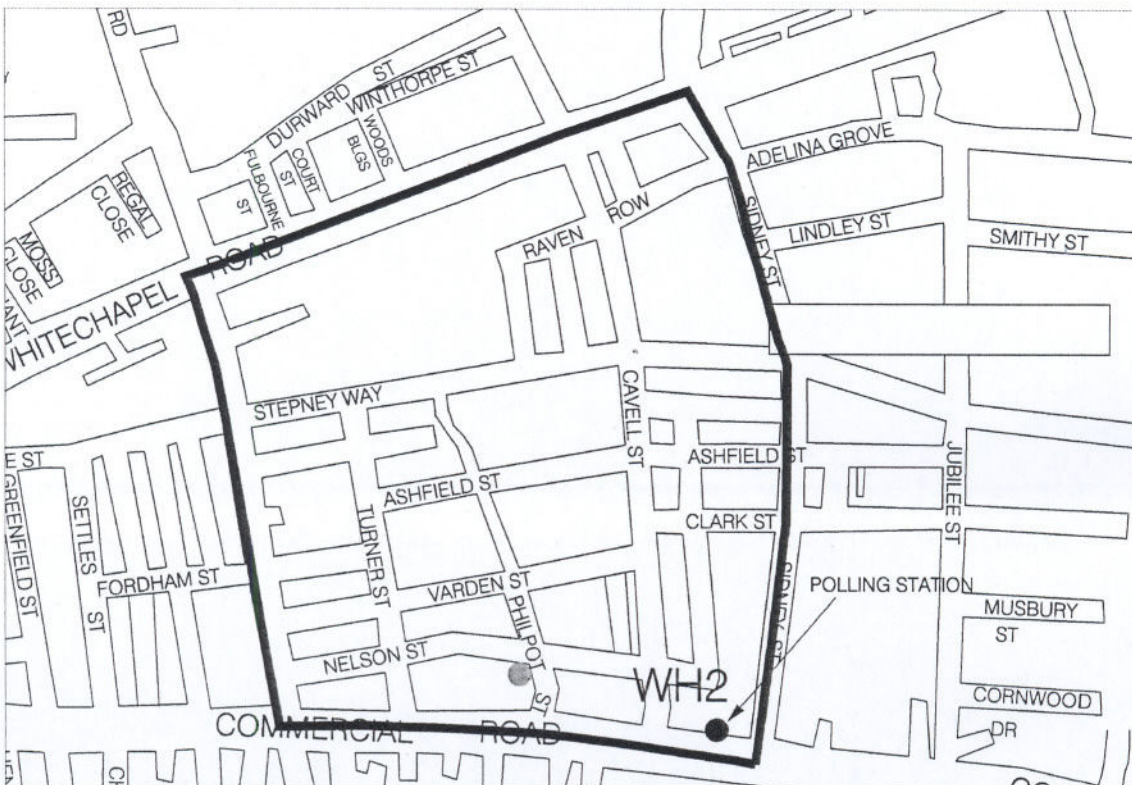 RD
DURWARD ST
WINTHORPE ST
WOODS BLGS
COURT ST
FULBOURNE ST
REGAL CLOSE
MOSS CLOSE
WHITECHAPEL ROAD
ADELINA GROVE
SIDNEY ST
LINDLEY ST
SMITHY ST
RAVEN ROW
STEPNEY WAY
CAVELL ST
ASHFIELD ST
ASHFIELD ST
JUBILEE ST
E ST
GREENFIELD ST
SETTLES ST
FORDHAM ST
TURNER ST
CLARK ST
VARDEN ST
PHILPOT ST
SIDNEY ST
POLLING STATION
MUSBURY ST
NELSON ST
WH2
CORNWOOD DR
COMMERCIAL ROAD